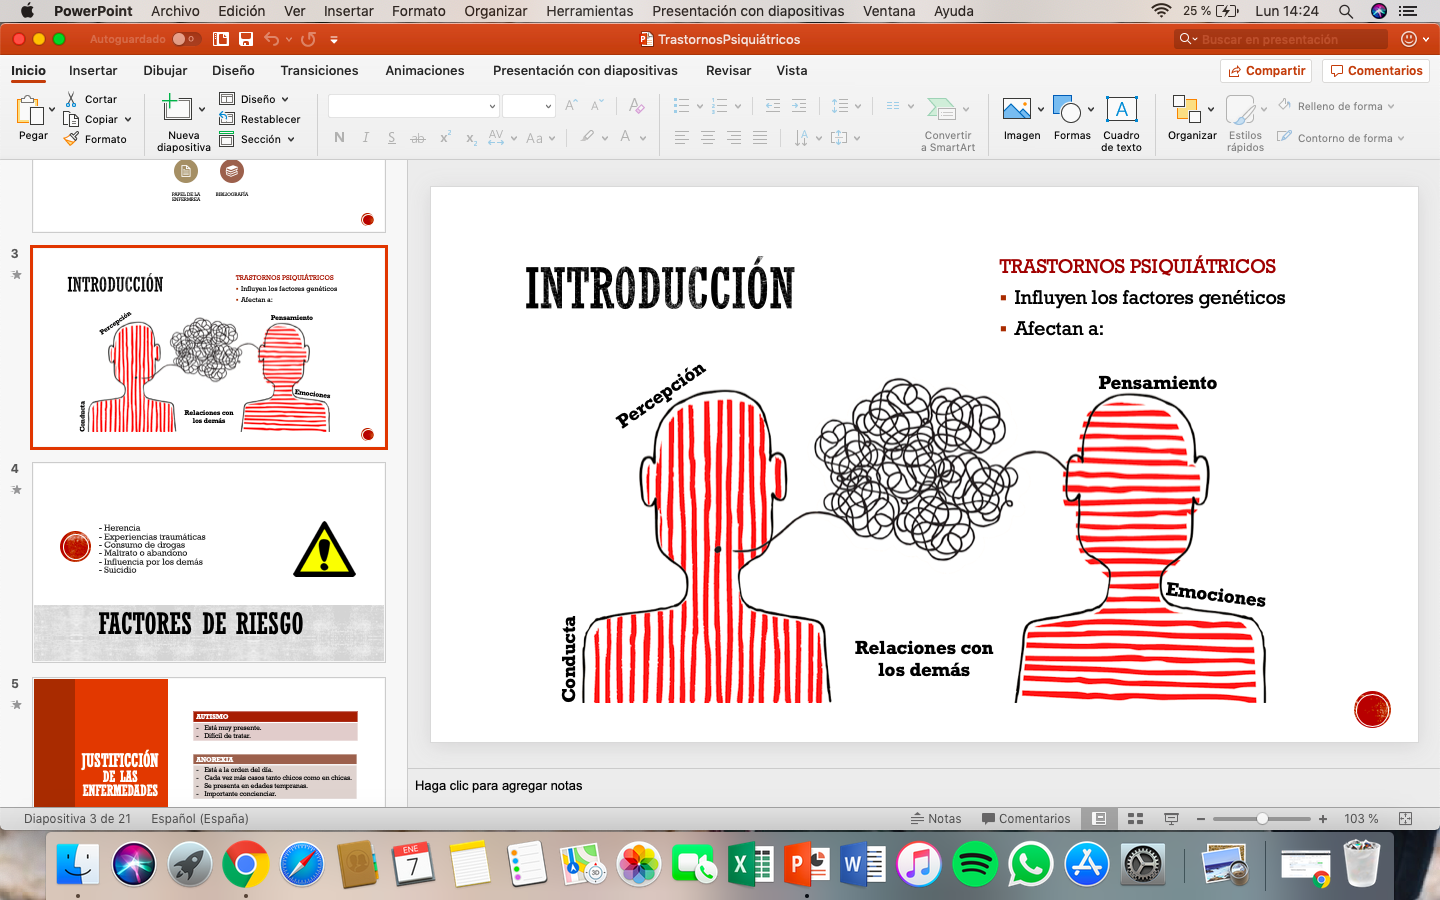 PowerPoint Archivo Edición Ver Insertar Formato Organizar Herramientas Presentación con diapositivas Ventana Ayuda 25 % Lun 14:24
Autoguardado TrastornosPsiquiátricos Buscar en presentación
Inicio Insertar Dibujar Diseño Transiciones Animaciones Presentación con diapositivas Revisar Vista Compartir Comentarios
Pegar
Cortar
Copiar
Formato
Nueva
diapositiva
Diseño
Restablecer
Sección
N K S ab x² x₂ AV Aa A
Convertir
a SmartArt
Imagen
Formas
Cuadro
de texto
Organizar
Estilos
rápidos
Relleno de forma
Contorno de forma
PAPEL DE LA
ENFERMREA
BIBLIOGRAFÍA
3
INTRODUCCIÓN
TRASTORNOS PSIQUIÁTRICOS
Influyen los factores genéticos
Afectan a:
Percepción
Pensamiento
Conducta
Relaciones con
los demás
Emociones
4
- Herencia
- Experiencias traumáticas
- Consumo de drogas
- Maltrato o abandono
- Influencia por los demás
- Suicidio
FACTORES DE RIESGO
5
JUSTIFICCIÓN
DE LAS
ENFERMEDADES
AUTISMO
- Está muy presente.
- Difícil de tratar.
ANOREXIA
- Está a la orden del día.
- Cada vez más casos tanto chicos como en chicas.
- Se presenta en edades tempranas.
- Importante concienciar.
INTRODUCCIÓN
TRASTORNOS PSIQUIÁTRICOS
Influyen los factores genéticos
Afectan a:
Percepción
Pensamiento
Emociones
Conducta
Relaciones con
los demás
Haga clic para agregar notas
Diapositiva 3 de 21 Español (España) Notas Comentarios 103 %
ENE
7